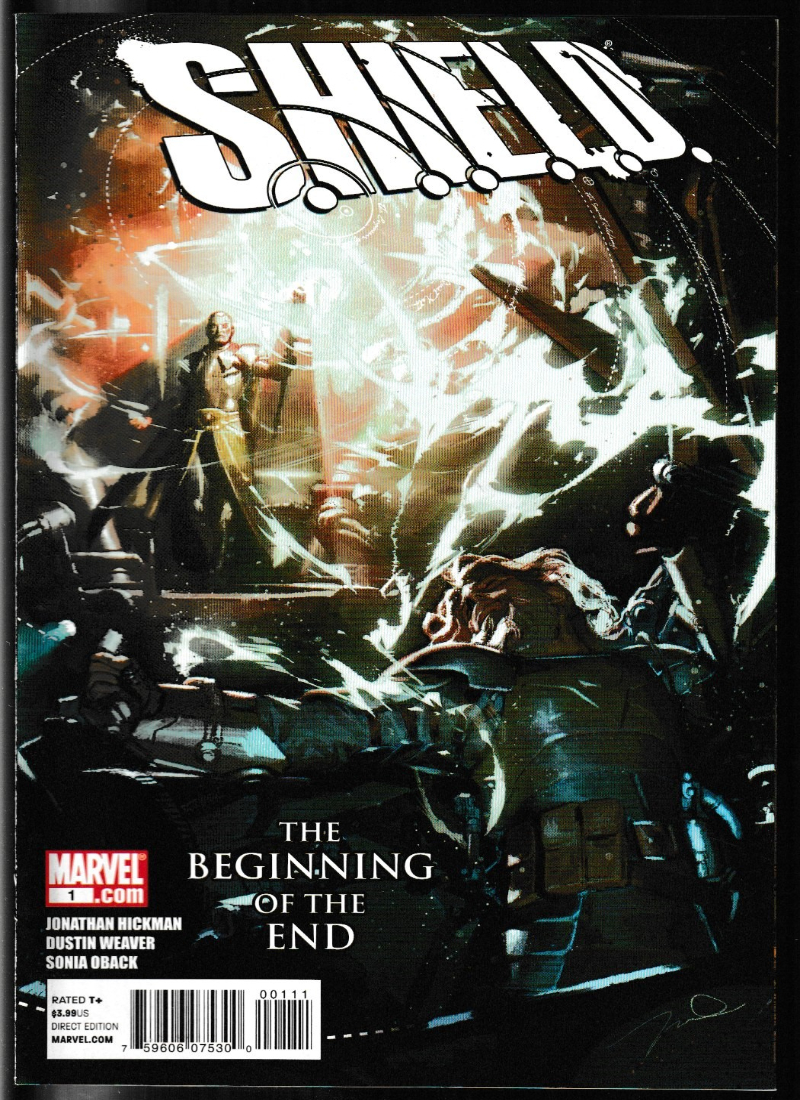 S.H.I.E.L.D.
THE
BEGINNING
OF THE
END
MARVEL®
1 .com
JONATHAN HICKMAN
DUSTIN WEAVER
SONIA OBACK
RATED T+
$3.99US
DIRECT EDITION
MARVEL.COM
00111
7 59606 07530 0